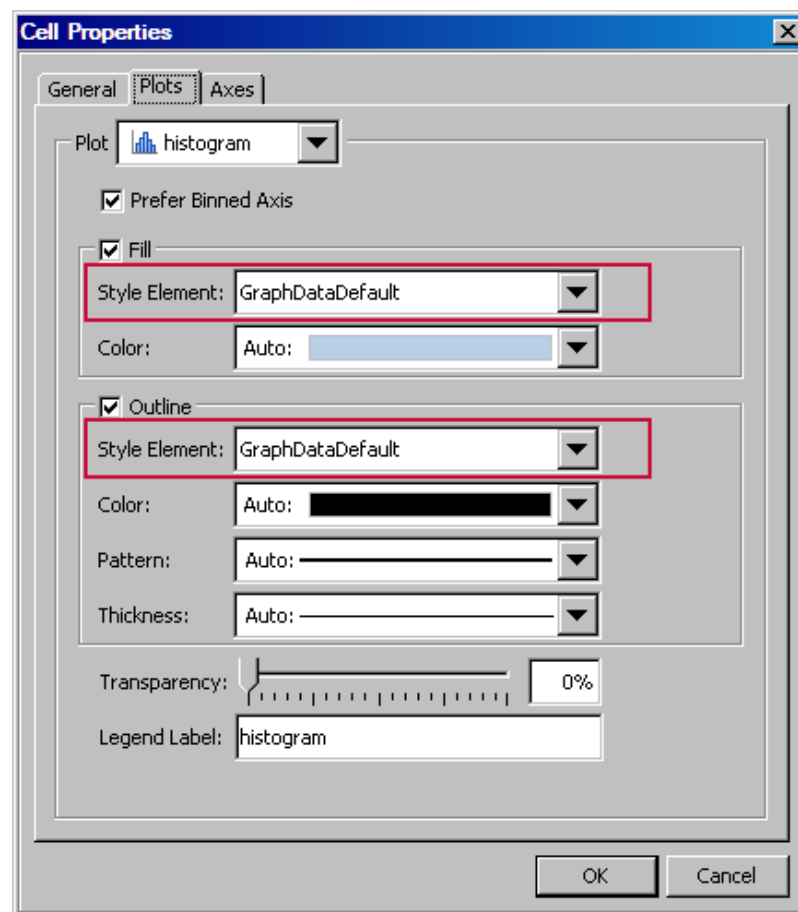 Cell Properties
General Plots Axes
Plot histogram
Prefer Binned Axis
Fill
Style Element: GraphDataDefault
Color: Auto:
Outline
Style Element: GraphDataDefault
Color: Auto:
Pattern: Auto:
Thickness: Auto:
Transparency: 0%
Legend Label: histogram
OK Cancel